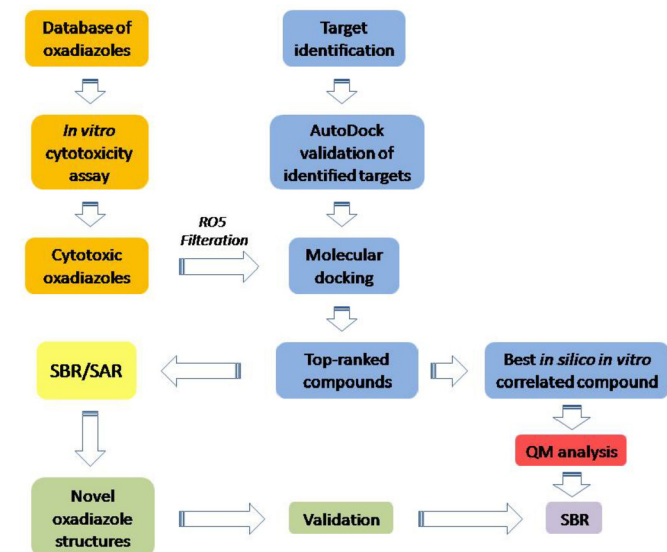 Database of
oxadiazoles
Target
identification
In vitro
cytotoxicity
assay
AutoDock
validation of
identified targets
RO5
Filteration
Cytotoxic
oxadiazoles
Molecular
docking
SBR/SAR
Top-ranked
compounds
Best in silico in vitro
correlated compound
QM analysis
Novel
oxadiazole
structures
Validation
SBR